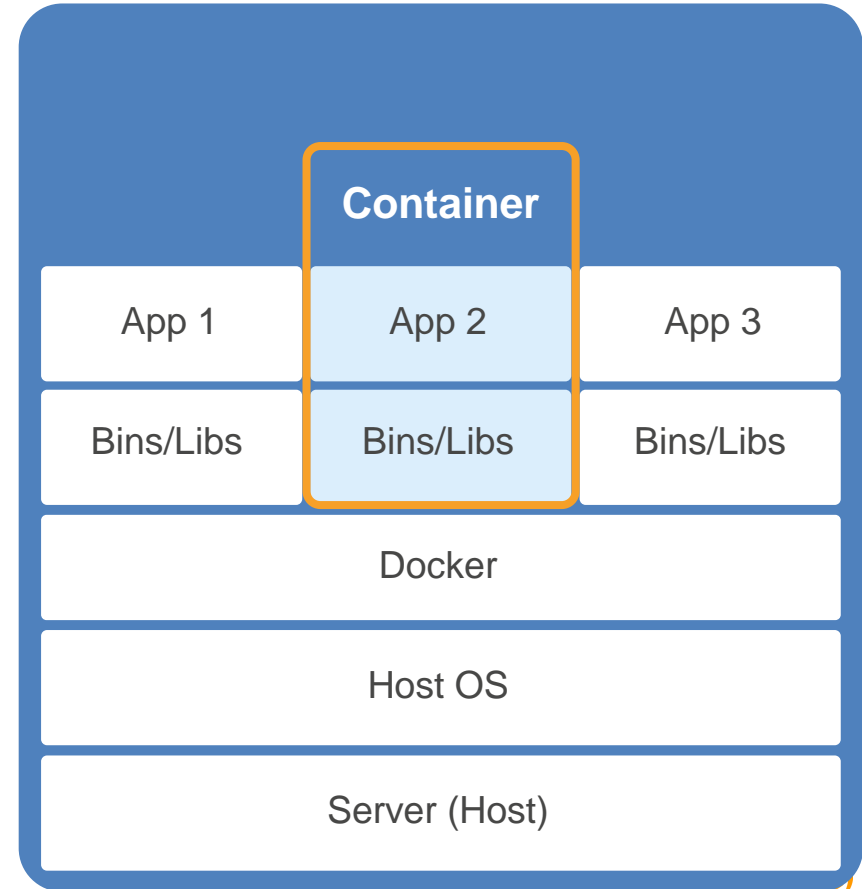 Container
App 1
App 2
App 3
Bins/Libs
Bins/Libs
Bins/Libs
Docker
Host OS
Server (Host)